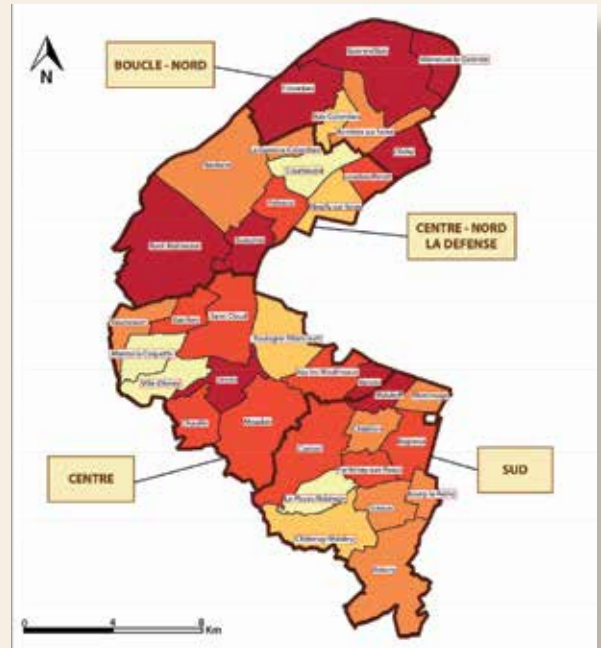 N
BOUCLE - NORD
Gennevilliers
Villeneuve-la-Garenne
Colombes
Bois-Colombes
Asnières sur Seine
Clichy
La Garenne-Colombes
Nanterre
Courbevoie
Levallois-Perret
Puteaux
Neuilly sur Seine
CENTRE - NORD
LA DEFENSE
Rueil-Malmaison
Suresnes
Vaucresson
Garches
Saint Cloud
Boulogne-Billancourt
Marnes-la-Coquette
Ville d'Avray
Sèvres
Issy les Moulineaux
Vanves
Malakoff
Montrouge
Chaville
Meudon
Clamart
Châtillon
Bagneux
Fontenay aux Roses
CENTRE
SUD
Le Plessis Robinson
Sceaux
Bourg la Reine
Châtenay-Malabry
Antony
0 4 8
Km